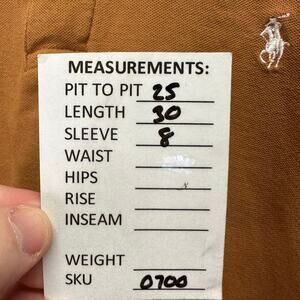 MEASUREMENTS:
PIT TO PIT 25
LENGTH 30
SLEEVE 8
WAIST
HIPS
RISE
INSEAM
WEIGHT
SKU 0700